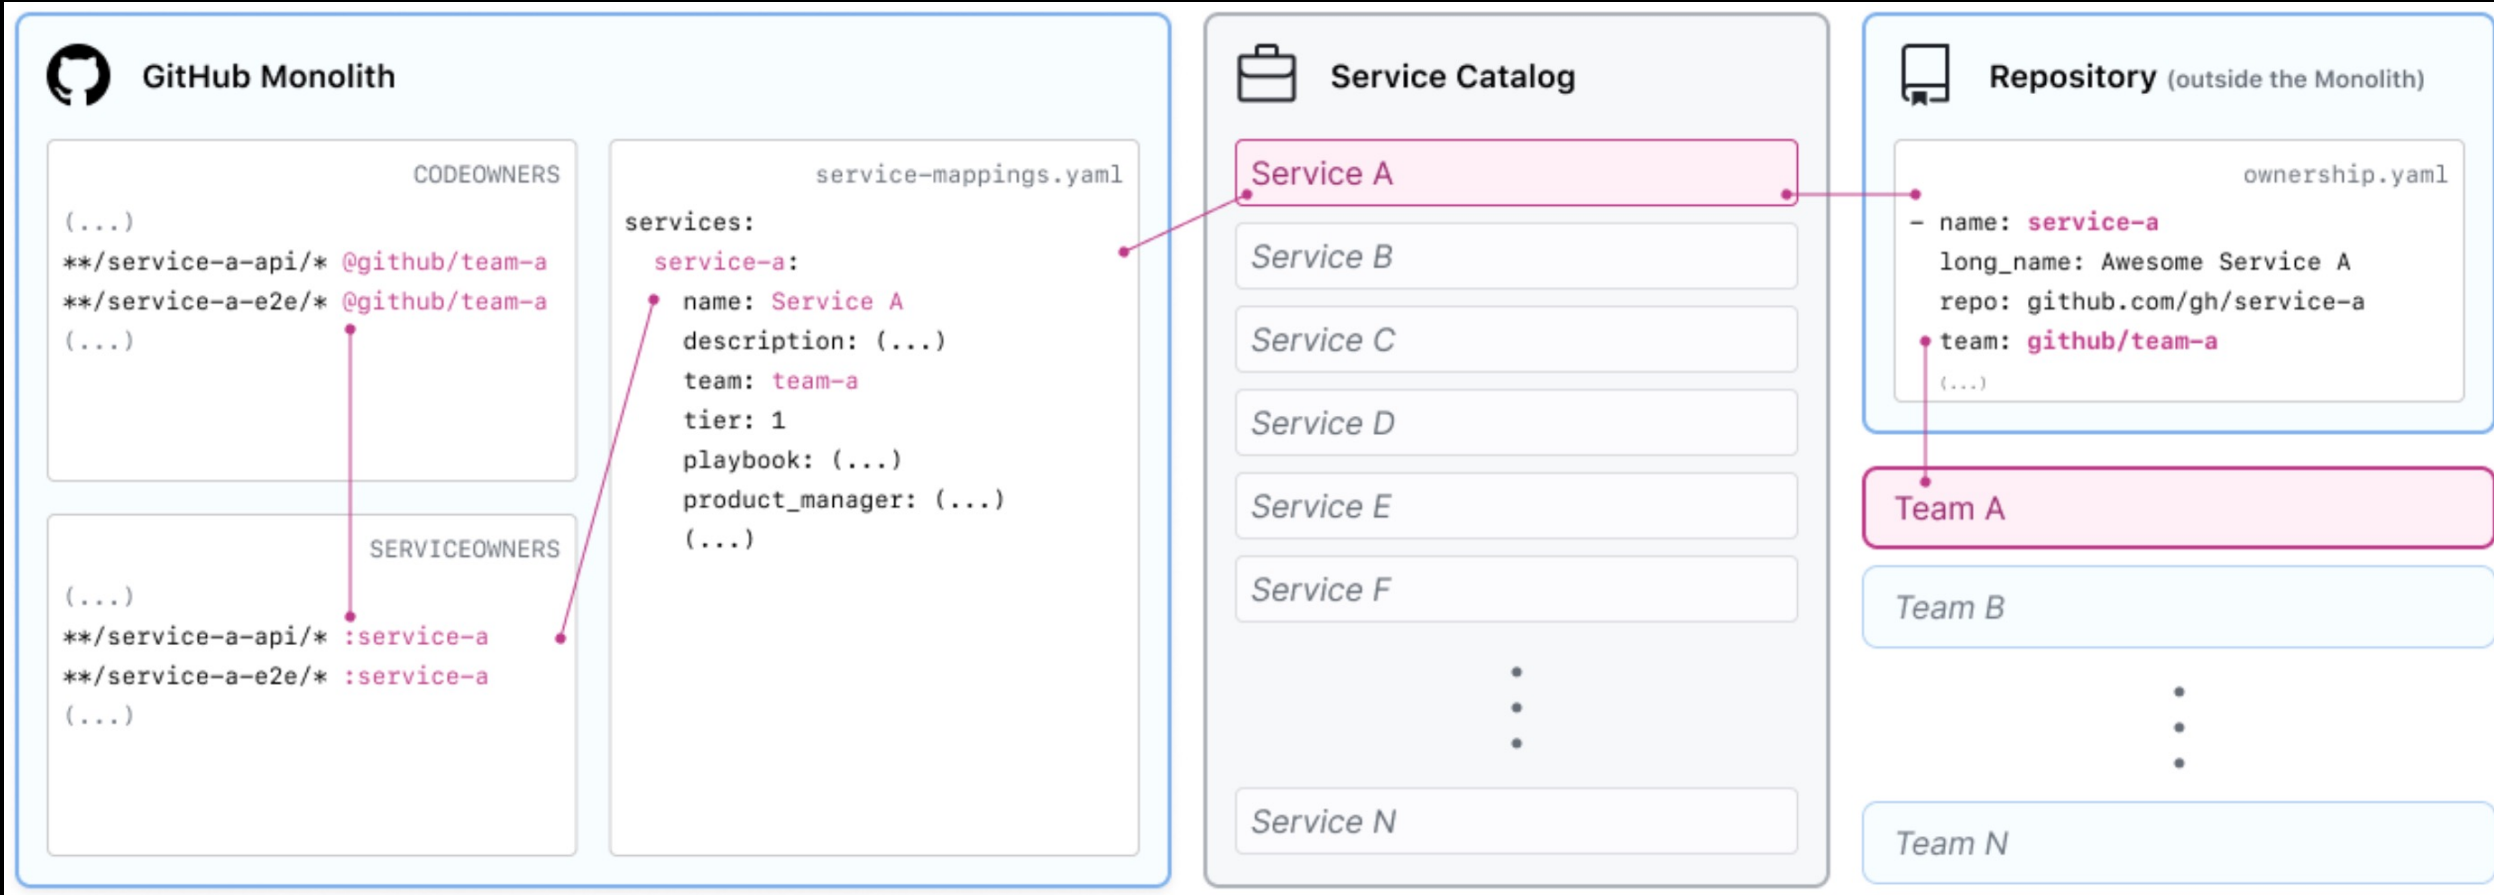 GitHub Monolith
CODEOWNERS
(...)
**/service-a-api/* @github/team-a
**/service-a-e2e/* @github/team-a
(...)
SERVICEOWNERS
(...)
**/service-a-api/* :service-a
**/service-a-e2e/* :service-a
(...)
service-mappings.yaml
services:
  service-a:
    name: Service A
    description: (...)
    team: team-a
    tier: 1
    playbook: (...)
    product_manager: (...)
    (...)
Service Catalog
Service A
Service B
Service C
Service D
Service E
Service F
Service N
Repository (outside the Monolith)
ownership.yaml
- name: service-a
  long_name: Awesome Service A
  repo: github.com/gh/service-a
  team: github/team-a
  (...)
Team A
Team B
Team N